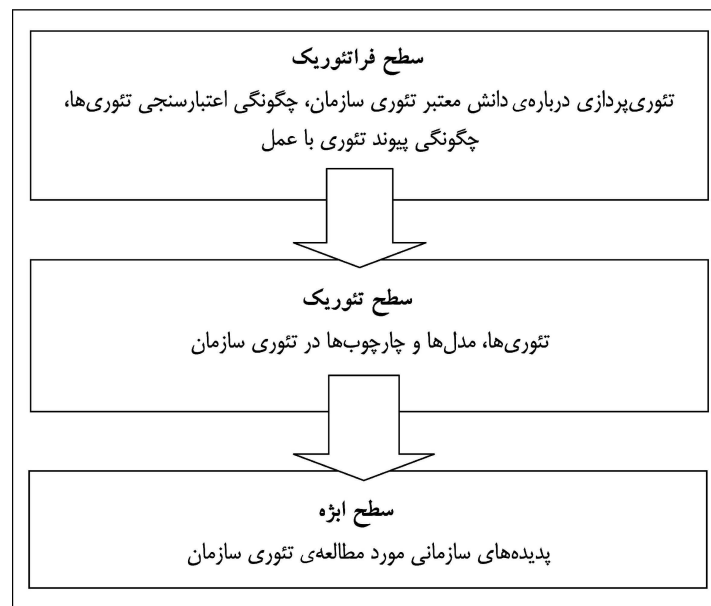 سطح فراتئوریک
تئوری‌پردازی درباره‌ی دانش معتبر تئوری سازمان، چگونگی اعتبارسنجی تئوری‌ها،
چگونگی پیوند تئوری با عمل
سطح تئوریک
تئوری‌ها، مدل‌ها و چارچوب‌ها در تئوری سازمان
سطح ابژه
پدیده‌های سازمانی مورد مطالعه‌ی تئوری سازمان